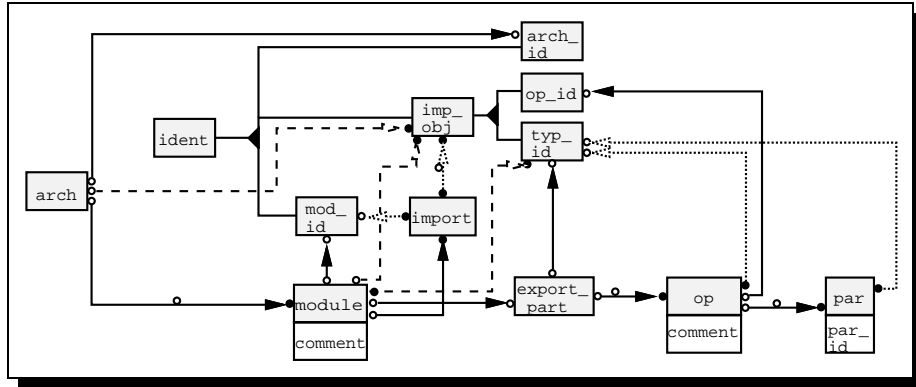 arch_
id
op_id
imp_
obj
ident
typ_
id
arch
mod_
id
import
module
comment
export_
part
op
comment
par
par_
id